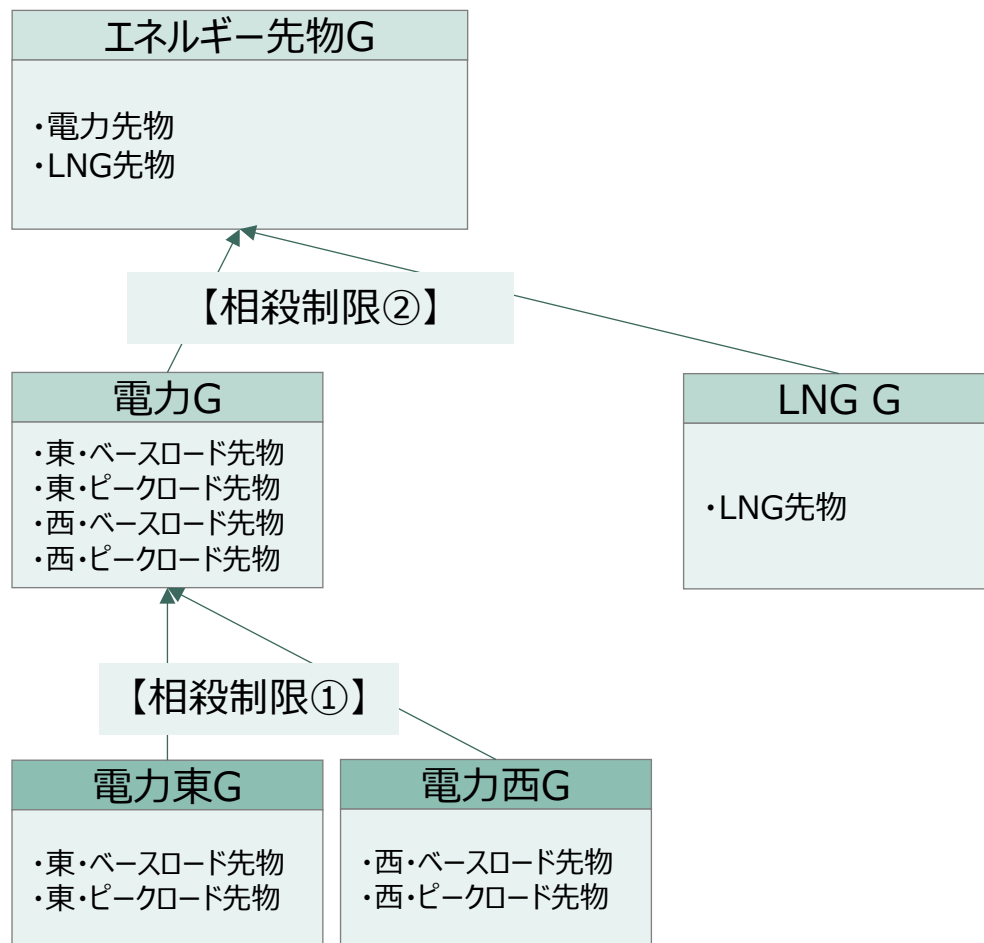 エネルギー先物G
・電力先物
・LNG先物
【相殺制限②】
電力G
・東・ベースロード先物
・東・ピークロード先物
・西・ベースロード先物
・西・ピークロード先物
LNG G
・LNG先物
【相殺制限①】
電力東G
・東・ベースロード先物
・東・ピークロード先物
電力西G
・西・ベースロード先物
・西・ピークロード先物